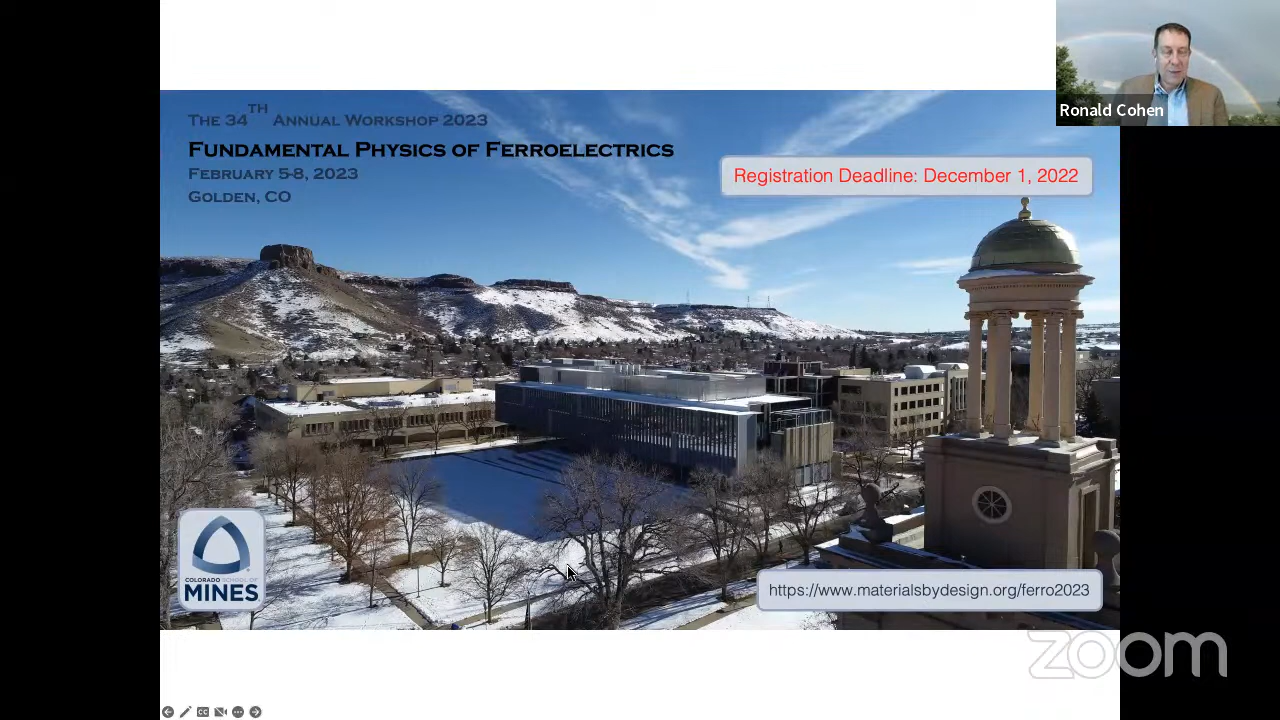 The 34TH Annual Workshop 2023
Fundamental Physics of Ferroelectrics
February 5-8, 2023
Golden, CO
Registration Deadline: December 1, 2022
Ronald Cohen
COLORADO SCHOOL OF
MINES
https://www.materialsbydesign.org/ferro2023
zoom
CC